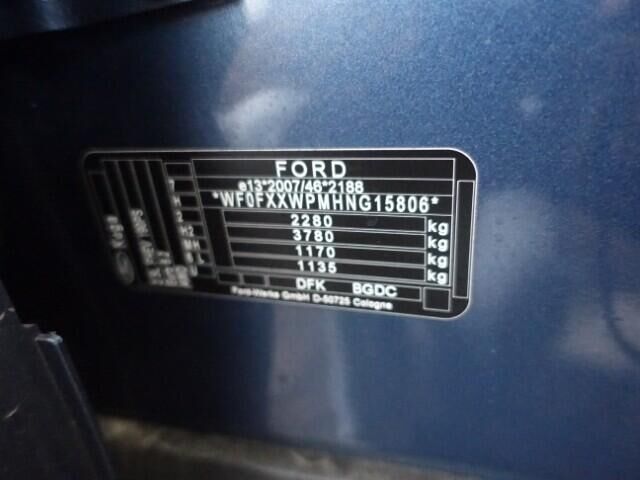 FORD
e13*2007/46*2188
*WF0FXXWPMHNG15806*
2280 kg
3780 kg
1170 kg
1135 kg
DFK BGDC
Ford-Werke GmbH D-50725 Cologne